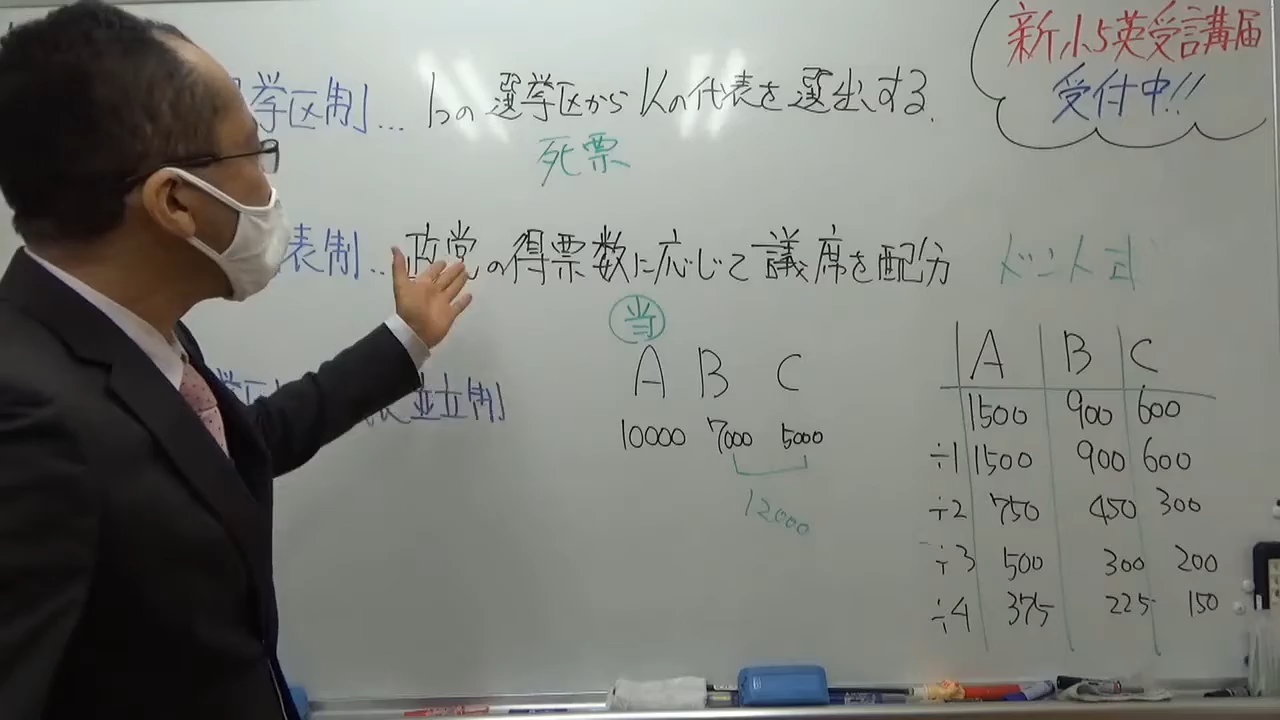 新小5英受講届
受付中!!
挙区制… 1つの選挙区から1人の代表を選出する.
死票
表制… 政党の得票数に応じて議席を配分 ドント式
当
A B C
10000 7000 5000
12000
並立制
A B C
1500 900 600
÷1 1500 900 600
÷2 750 450 300
÷3 500 300 200
÷4 375 225 150